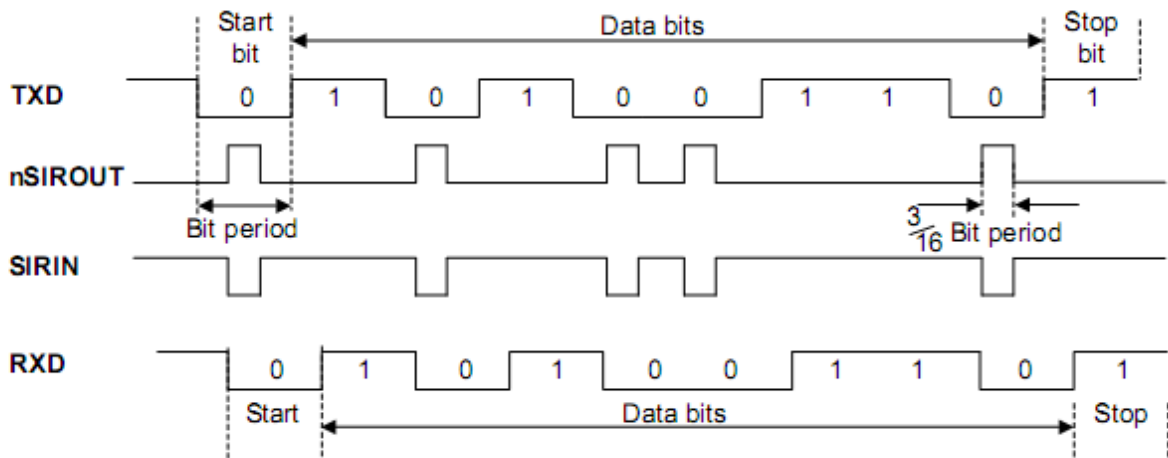 Start
bit
Data bits
Stop
bit
TXD
0 1 0 1 0 0 1 1 0 1
nSIROUT
Bit period
3/16 Bit period
SIRIN
RXD
0 1 0 1 0 0 1 1 0 1
Start
Data bits
Stop